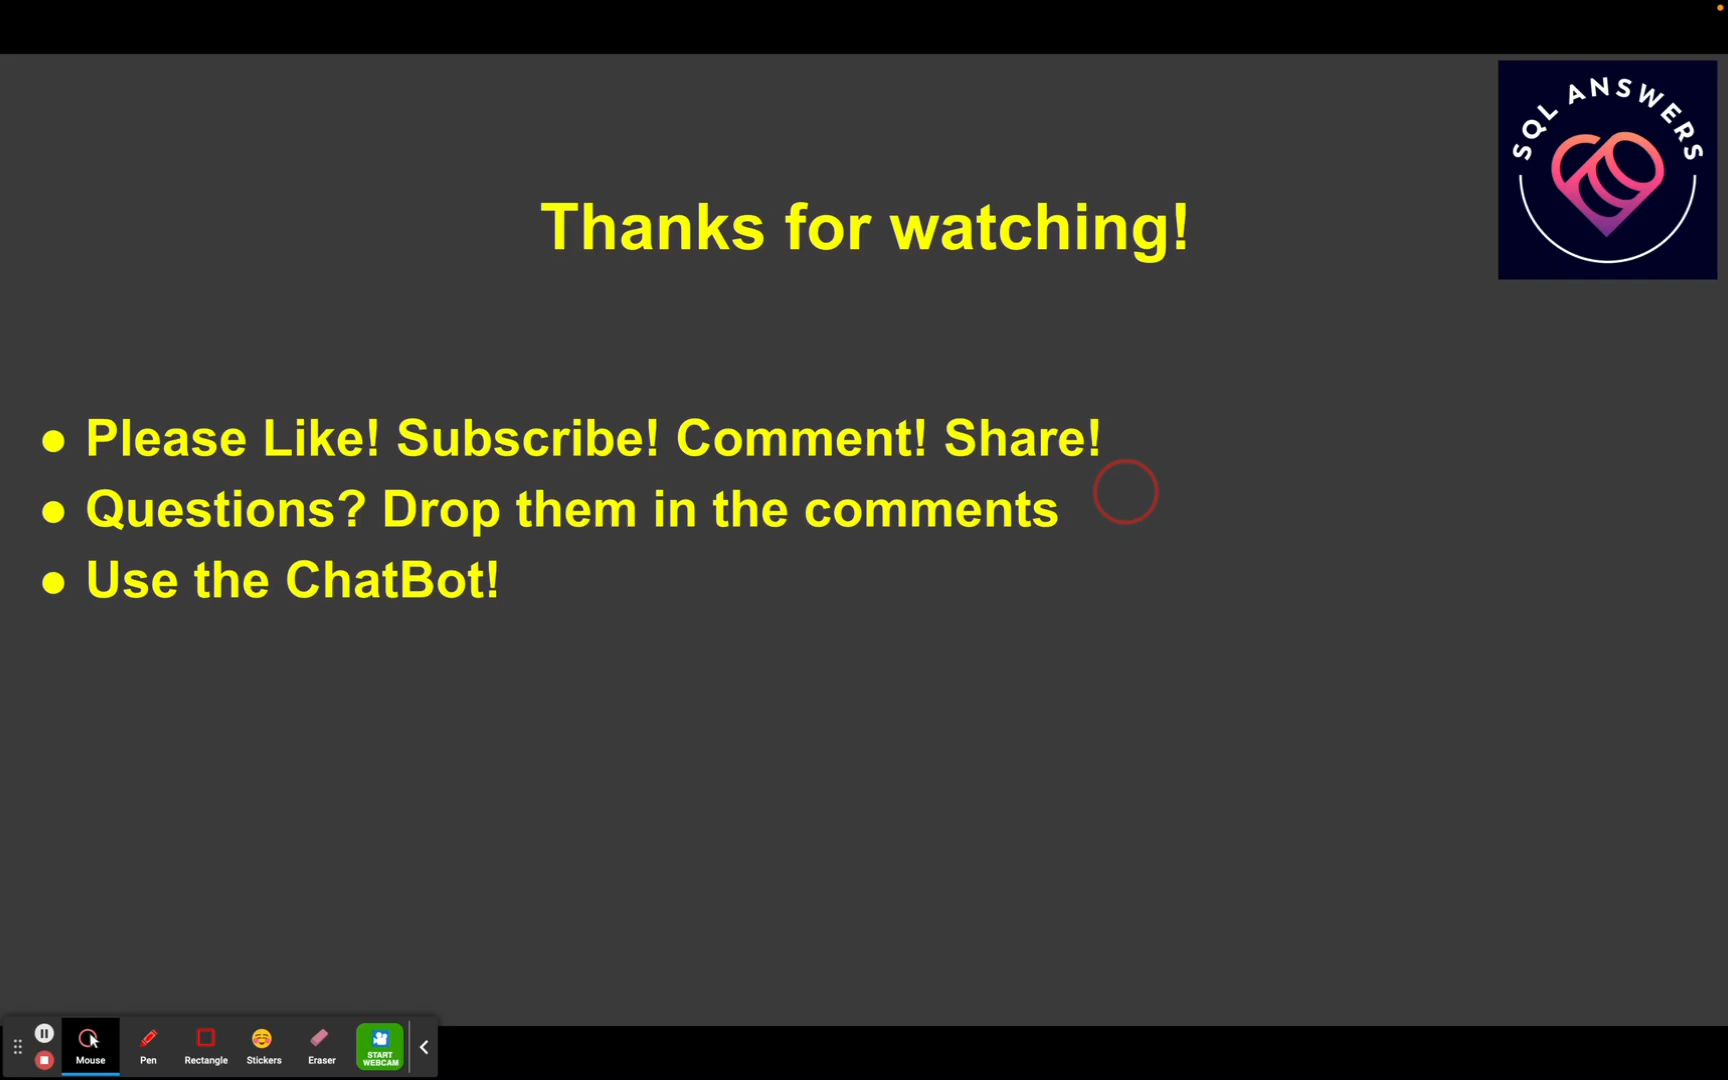 SQL ANSWERS
Thanks for watching!
● Please Like! Subscribe! Comment! Share!
● Questions? Drop them in the comments
● Use the ChatBot!
Mouse
Pen
Rectangle
Stickers
Eraser
START
WEBCAM